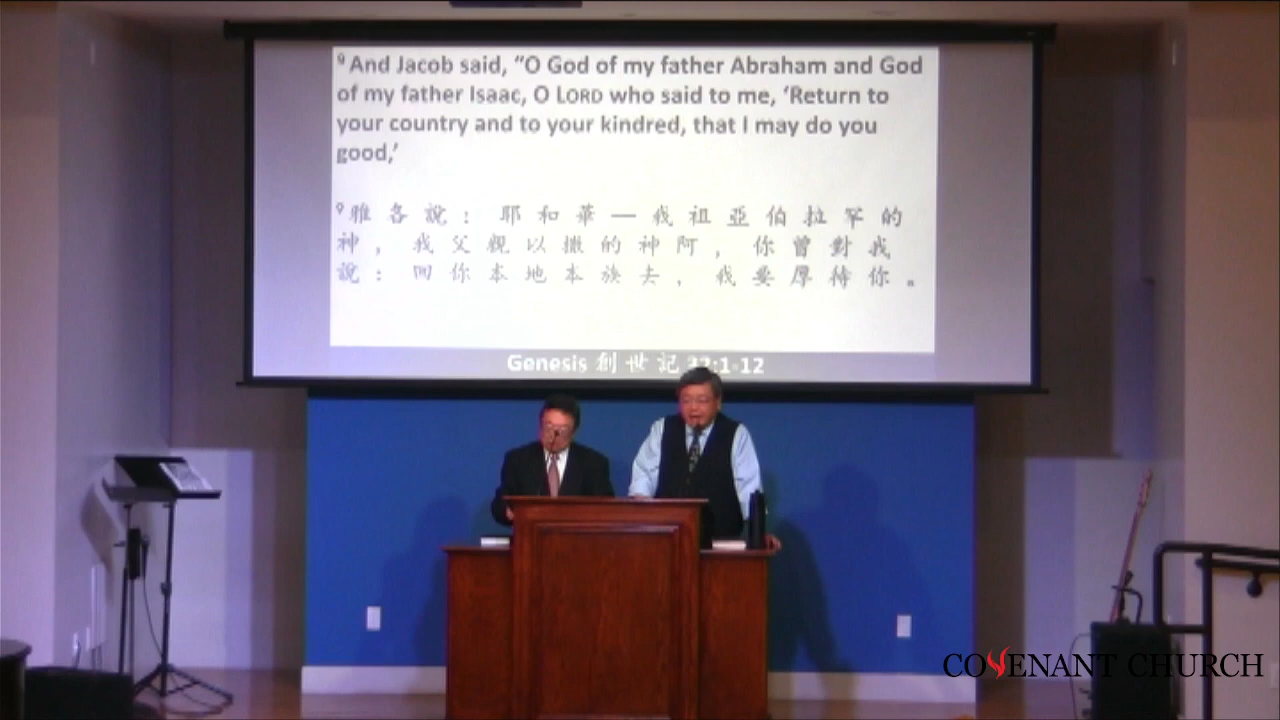 ⁹ And Jacob said, “O God of my father Abraham and God
of my father Isaac, O LORD who said to me, ‘Return to
your country and to your kindred, that I may do you
good,’
⁹ 雅各說：耶和華—我祖亞伯拉罕的
神，我父親以撒的神阿，你曾對我
說：回你本地本族去，我要厚待你。
Genesis 創世記 32:1-12
COVENANT CHURCH